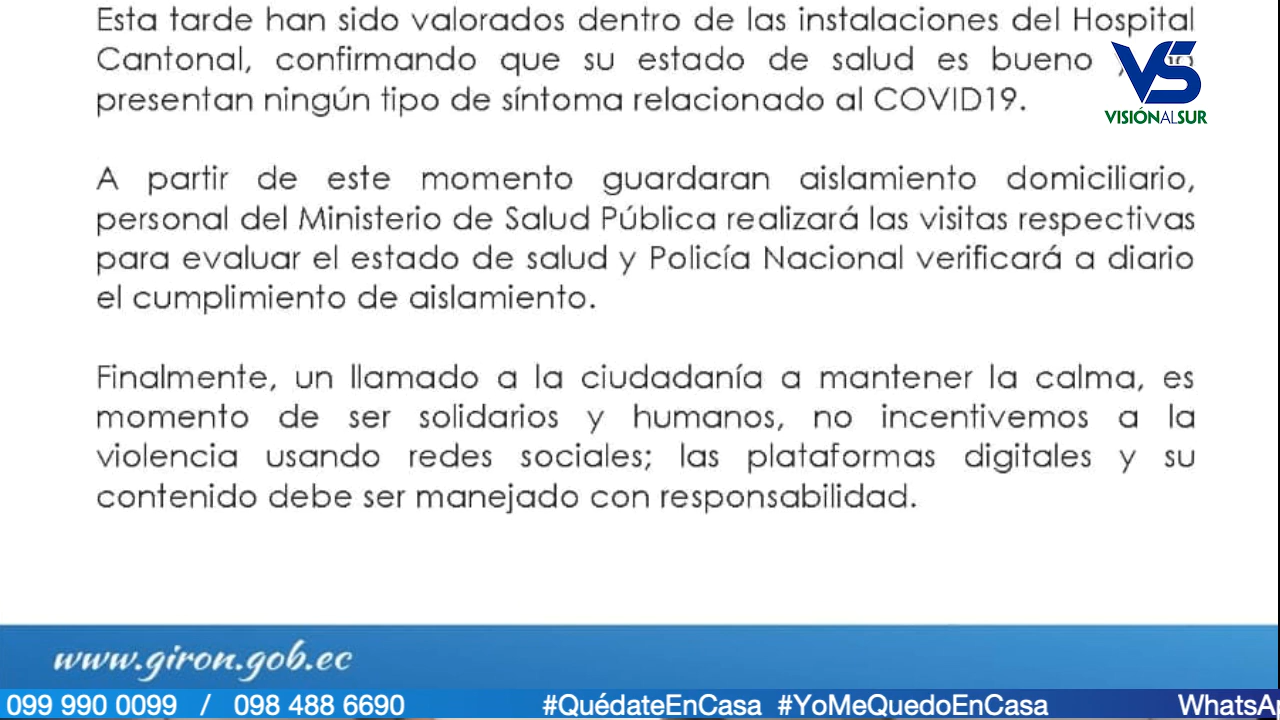 Esta tarde han sido valorados dentro de las instalaciones del Hospital
Cantonal, confirmando que su estado de salud es bueno
presentan ningún tipo de síntoma relacionado al COVID19.
VS
VISIÓNALSUR
A partir de este momento guardaran aislamiento domiciliario,
personal del Ministerio de Salud Pública realizará las visitas respectivas
para evaluar el estado de salud y Policía Nacional verificará a diario
el cumplimiento de aislamiento.
Finalmente, un llamado a la ciudadanía a mantener la calma, es
momento de ser solidarios y humanos, no incentivemos a la
violencia usando redes sociales; las plataformas digitales y su
contenido debe ser manejado con responsabilidad.
www.giron.gob.ec
099 990 0099 / 098 488 6690 #QuédateEnCasa #YoMeQuedoEnCasa WhatsA